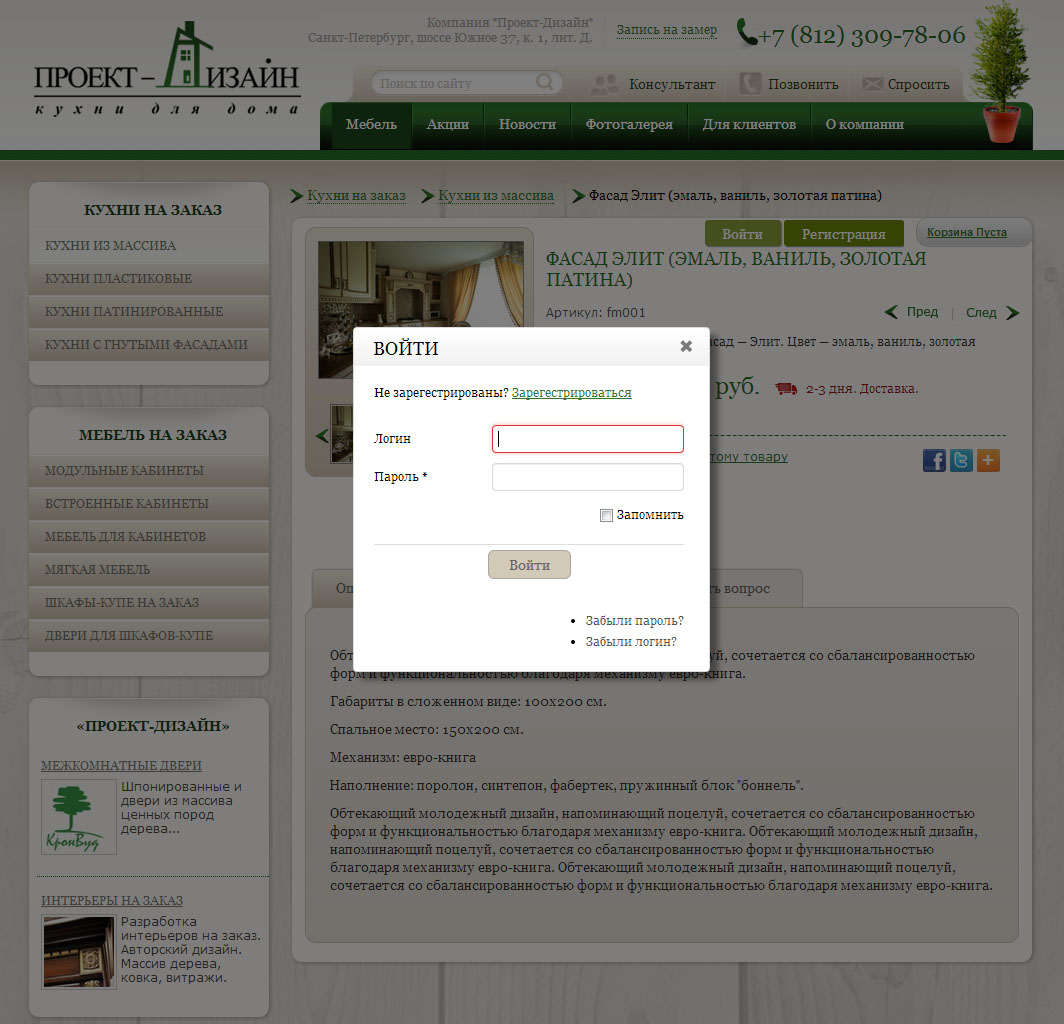 Компания "Проект-Дизайн"
Санкт-Петербург, шоссе Южное 37, к. 1, лит. Д.
Запись на замер
+7 (812) 309-78-06
ПРОЕКТ-ДИЗАЙН
кухни для дома
Поиск по сайту
Консультант
Позвонить
Спросить
Мебель
Акции
Новости
Фотогалерея
Для клиентов
О компании
КУХНИ НА ЗАКАЗ
КУХНИ ИЗ МАССИВА
КУХНИ ПЛАСТИКОВЫЕ
КУХНИ ПАТИНИРОВАННЫЕ
КУХНИ С ГНУТЫМИ ФАСАДАМИ
МЕБЕЛЬ НА ЗАКАЗ
МОДУЛЬНЫЕ КАБИНЕТЫ
ВСТРОЕННЫЕ КАБИНЕТЫ
МЕБЕЛЬ ДЛЯ КАБИНЕТОВ
МЯГКАЯ МЕБЕЛЬ
ШКАФЫ-КУПЕ НА ЗАКАЗ
ДВЕРИ ДЛЯ ШКАФОВ-КУПЕ
«ПРОЕКТ-ДИЗАЙН»
МЕЖКОМНАТНЫЕ ДВЕРИ
КронВуд
Шпонированные и
двери из массива
ценных пород
дерева...
ИНТЕРЬЕРЫ НА ЗАКАЗ
Разработка
интерьеров на заказ.
Авторский дизайн.
Массив дерева,
ковка, витражи.
Кухни на заказ
Кухни из массива
Фасад Элит (эмаль, ваниль, золотая патина)
Войти
Регистрация
Корзина Пуста
ФАСАД ЭЛИТ (ЭМАЛЬ, ВАНИЛЬ, ЗОЛОТАЯ
ПАТИНА)
Артикул: fm001
Пред
След
асад — Элит. Цвет — эмаль, ваниль, золотая
руб.
2-3 дня. Доставка.
тому товару
ВОЙТИ
Не зарегестрированы? Зарегестрироваться
Логин
Пароль *
Запомнить
Войти
Забыли пароль?
Забыли логин?
Оп
ть вопрос
Обт
уй, сочетается со сбалансированностью
форм и функциональностью благодаря механизму евро-книга.
Габариты в сложенном виде: 100x200 см.
Спальное место: 150x200 см.
Механизм: евро-книга
Наполнение: поролон, синтепон, фабертек, пружинный блок "боннель".
Обтекающий молодежный дизайн, напоминающий поцелуй, сочетается со сбалансированностью
форм и функциональностью благодаря механизму евро-книга. Обтекающий молодежный дизайн,
напоминающий поцелуй, сочетается со сбалансированностью форм и функциональностью
благодаря механизму евро-книга. Обтекающий молодежный дизайн, напоминающий поцелуй,
сочетается со сбалансированностью форм и функциональностью благодаря механизму евро-книга.